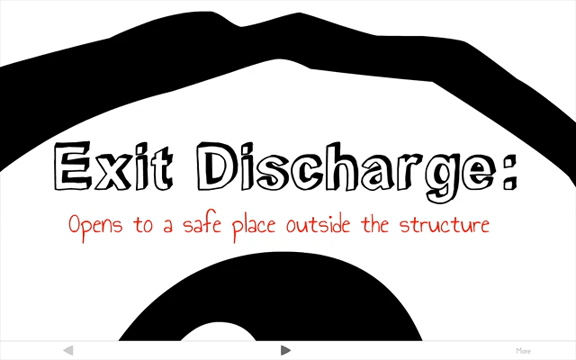 Exit Discharge:
Opens to a safe place outside the structure
More